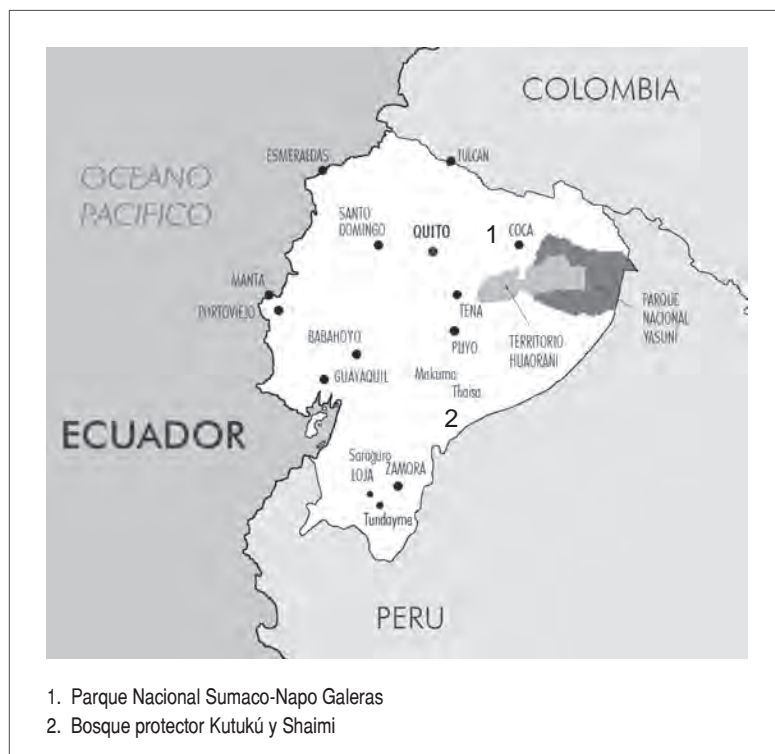 COLOMBIA
OCEANO
PACIFICO
ESMERALDAS
TULCAN
SANTO
DOMINGO
QUITO
1
COCA
MANTA
PORTOVIEJO
TENA
PARQUE
NACIONAL
YASUNI
TERRITORIO
HUAORANI
BABAHOYO
PUYO
GUAYAQUIL
Makuma
Thaisa
ECUADOR
2
Saraguro
LOJA
ZAMORA
Tundayme
PERU
1. Parque Nacional Sumaco-Napo Galeras
2. Bosque protector Kutukú y Shaimi